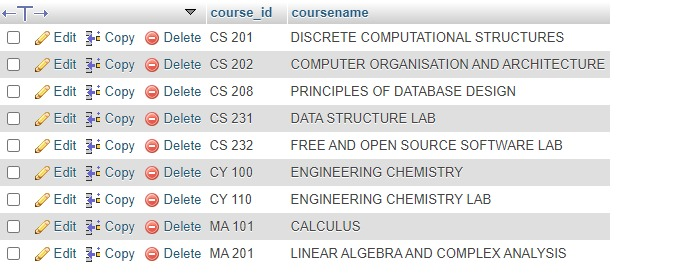 course_id coursename
Edit Copy Delete CS 201 DISCRETE COMPUTATIONAL STRUCTURES
Edit Copy Delete CS 202 COMPUTER ORGANISATION AND ARCHITECTURE
Edit Copy Delete CS 208 PRINCIPLES OF DATABASE DESIGN
Edit Copy Delete CS 231 DATA STRUCTURE LAB
Edit Copy Delete CS 232 FREE AND OPEN SOURCE SOFTWARE LAB
Edit Copy Delete CY 100 ENGINEERING CHEMISTRY
Edit Copy Delete CY 110 ENGINEERING CHEMISTRY LAB
Edit Copy Delete MA 101 CALCULUS
Edit Copy Delete MA 201 LINEAR ALGEBRA AND COMPLEX ANALYSIS